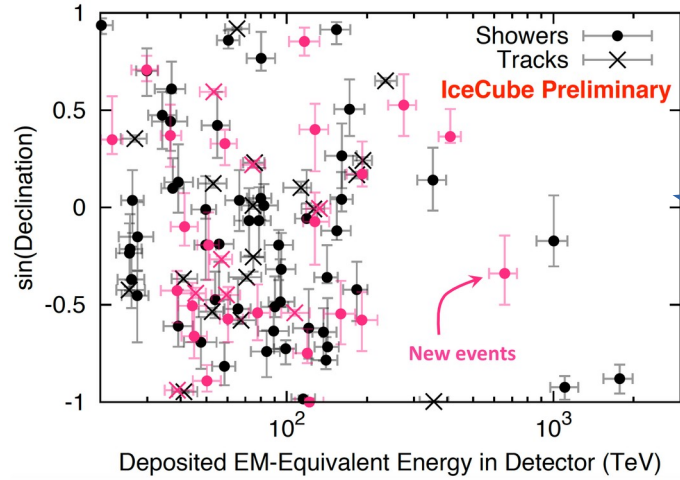 Showers
Tracks
IceCube Preliminary
1
0.5
0
-0.5
-1
sin(Declination)
New events
10²
10³
Deposited EM-Equivalent Energy in Detector (TeV)